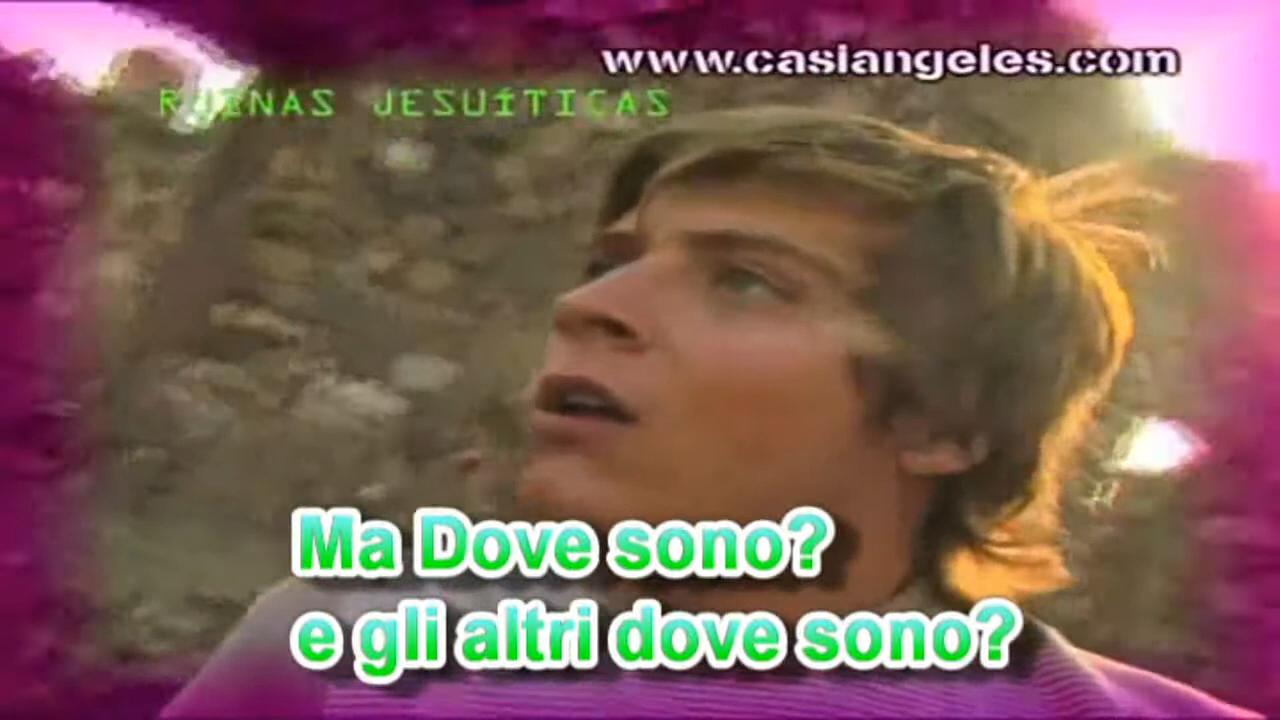 www.casiangeles.com
RUINAS JESUÍTICAS
Ma Dove sono?
e gli altri dove sono?